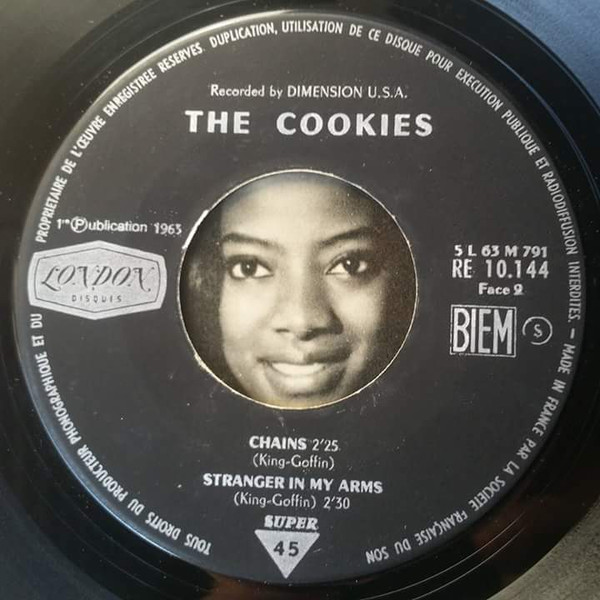 TOUS DROITS DU PRODUCTEUR PHONOGRAPHIQUE ET DU PROPRIETAIRE DE L'ŒUVRE ENREGISTREE RESERVES. DUPLICATION, UTILISATION DE CE DISQUE POUR EXECUTION PUBLIQUE ET RADIODIFFUSION INTERDITES. - MADE IN FRANCE PAR LA SOCIETE FRANÇAISE DU SON
Recorded by DIMENSION U.S.A.
THE COOKIES
1re ℗ublication 1963
LONDON
DISQUES
5 L 63 M 791
RE 10.144
Face 2
BIEM S
CHAINS 2'25
(King-Goffin)
STRANGER IN MY ARMS
(King-Goffin) 2'30
SUPER
45